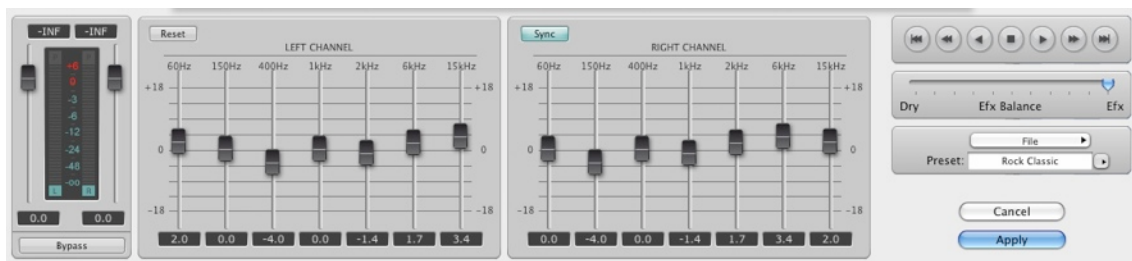 -INF -INF
+6
0
-3
-6
-12
-24
-48
-oo
L R
0.0 0.0
Bypass
Reset
LEFT CHANNEL
60Hz 150Hz 400Hz 1kHz 2kHz 6kHz 15kHz
+18 +18
0 0
-18 -18
2.0 0.0 -4.0 0.0 -1.4 1.7 3.4
Sync
RIGHT CHANNEL
60Hz 150Hz 400Hz 1kHz 2kHz 6kHz 15kHz
+18 +18
0 0
-18 -18
0.0 -4.0 0.0 -1.4 1.7 3.4 2.0
Dry Efx Balance Efx
File
Preset: Rock Classic
Cancel
Apply